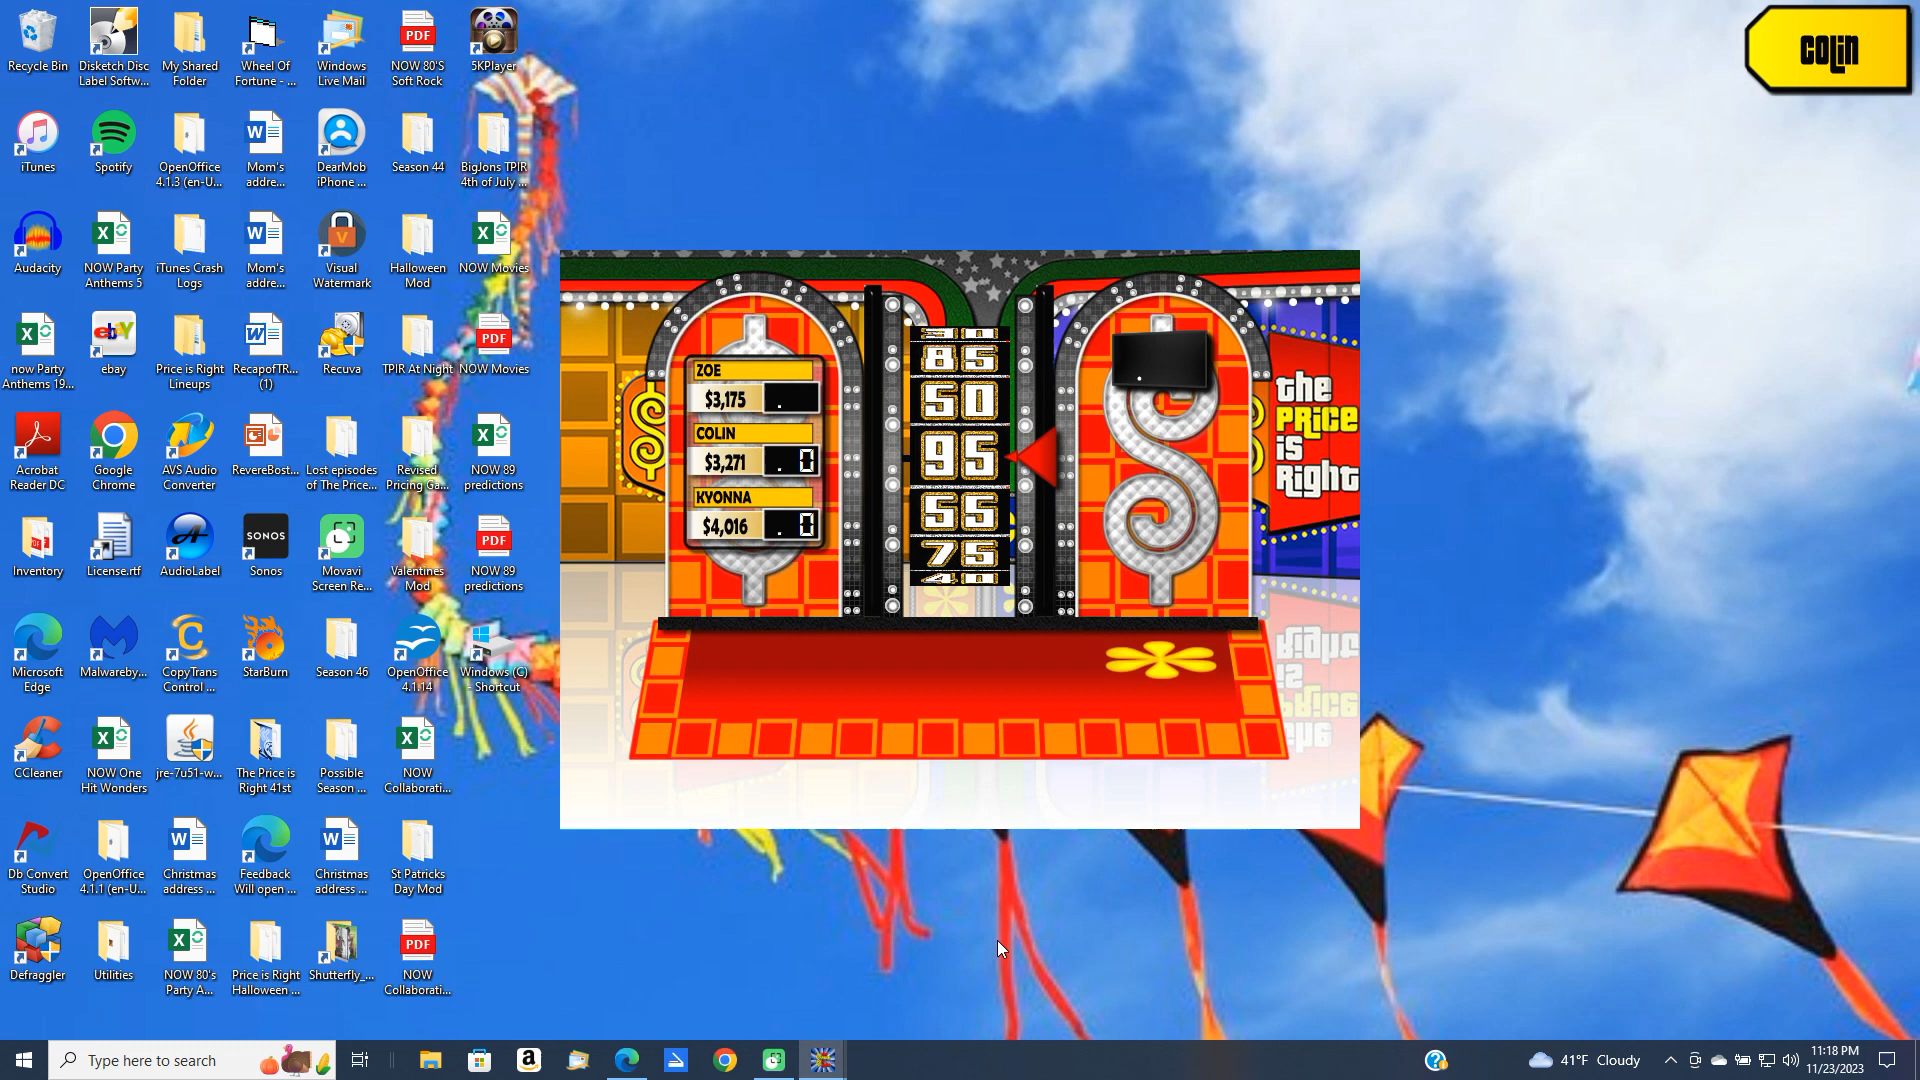 Recycle Bin
Disketch Disc
Label Softw...
My Shared
Folder
Wheel Of
Fortune - ...
Windows
Live Mail
PDF
NOW 80'S
Soft Rock
5KPlayer
COLIN
iTunes
Spotify
OpenOffice
4.1.3 (en-U...
Mom's
addre...
DearMob
iPhone ...
Season 44
BigJons TPIR
4th of July ...
Audacity
NOW Party
Anthems 5
iTunes Crash
Logs
Mom's
addre...
Visual
Watermark
Halloween
Mod
NOW Movies
now Party
Anthems 19...
ebay
ebay
Price is Right
Lineups
RecapofTR...
(1)
Recuva
TPIR At Night
PDF
NOW Movies
Acrobat
Reader DC
Google
Chrome
AVS Audio
Converter
RevereBost...
Lost episodes
of The Price...
Revised
Pricing Ga...
NOW 89
predictions
Inventory
License.rtf
AudioLabel
SONOS
Sonos
Movavi
Screen Re...
Valentines
Mod
PDF
NOW 89
predictions
Microsoft
Edge
Malwareby...
CopyTrans
Control ...
StarBurn
Season 46
OpenOffice
4.1.14
Windows (C)
- Shortcut
CCleaner
NOW One
Hit Wonders
jre-7u51-w...
The Price is
Right 41st
Possible
Season ...
NOW
Collaborati...
Db Convert
Studio
OpenOffice
4.1.1 (en-U...
Christmas
address ...
Feedback
Will open ...
Christmas
address ...
St Patricks
Day Mod
Defraggler
Utilities
NOW 80's
Party A...
Price is Right
Halloween ...
Shutterfly_...
PDF
NOW
Collaborati...
ZOE
$3,175 .
COLIN
$3,271 . 0
KYONNA
$4,016 . 0
85
50
95
55
75
the
PRICE
is
Right
Type here to search
41°F Cloudy
11:18 PM
11/23/2023